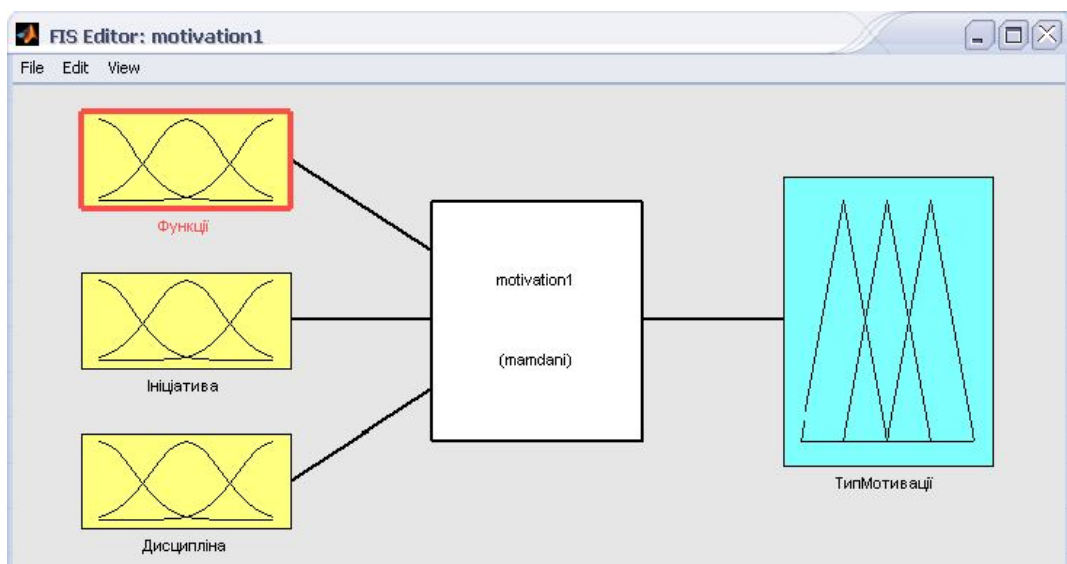 FIS Editor: motivation1
File Edit View
Функції
Ініціатива
Дисципліна
motivation1
(mamdani)
ТипМотивації